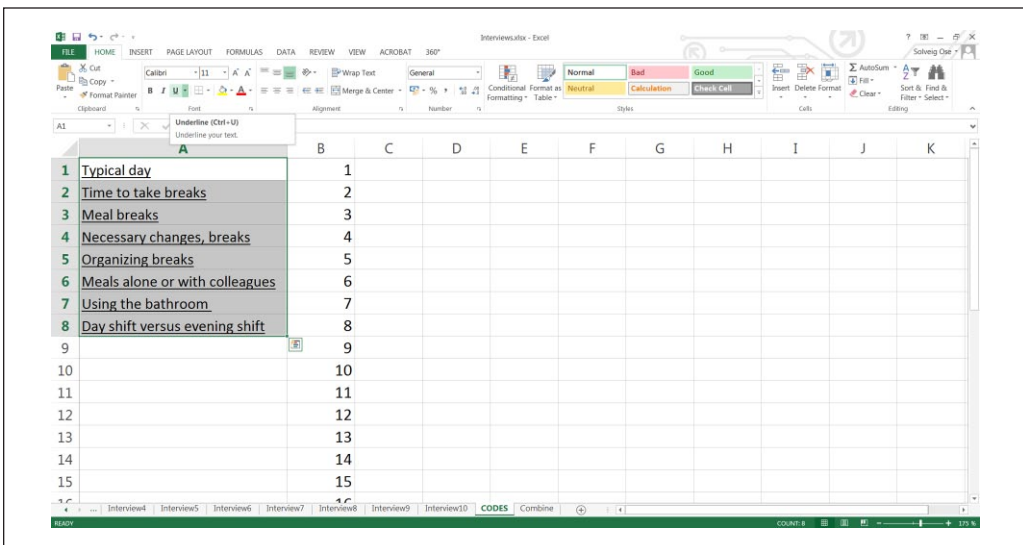 Interviews.xlsx - Excel
FILE HOME INSERT PAGE LAYOUT FORMULAS DATA REVIEW VIEW ACROBAT 360° Solveig Ose
Cut
Copy
Format Painter
Paste
Clipboard
Calibri 11
B I U
Font
Wrap Text
Merge & Center
Alignment
General
%
Number
Conditional Formatting
Format as Table
Normal Bad Good
Neutral Calculation Check Cell
Styles
Insert Delete Format
Cells
AutoSum
Fill
Clear
Sort & Filter
Find & Select
Editing
A1
Underline (Ctrl+U)
Underline your text.
A B C D E F G H I J K
1 Typical day 1
2 Time to take breaks 2
3 Meal breaks 3
4 Necessary changes, breaks 4
5 Organizing breaks 5
6 Meals alone or with colleagues 6
7 Using the bathroom 7
8 Day shift versus evening shift 8
9 9
10 10
11 11
12 12
13 13
14 14
15 15
16 16
... Interview4 Interview5 Interview6 Interview7 Interview8 Interview9 Interview10 CODES Combine
READY COUNT: 8 175 %